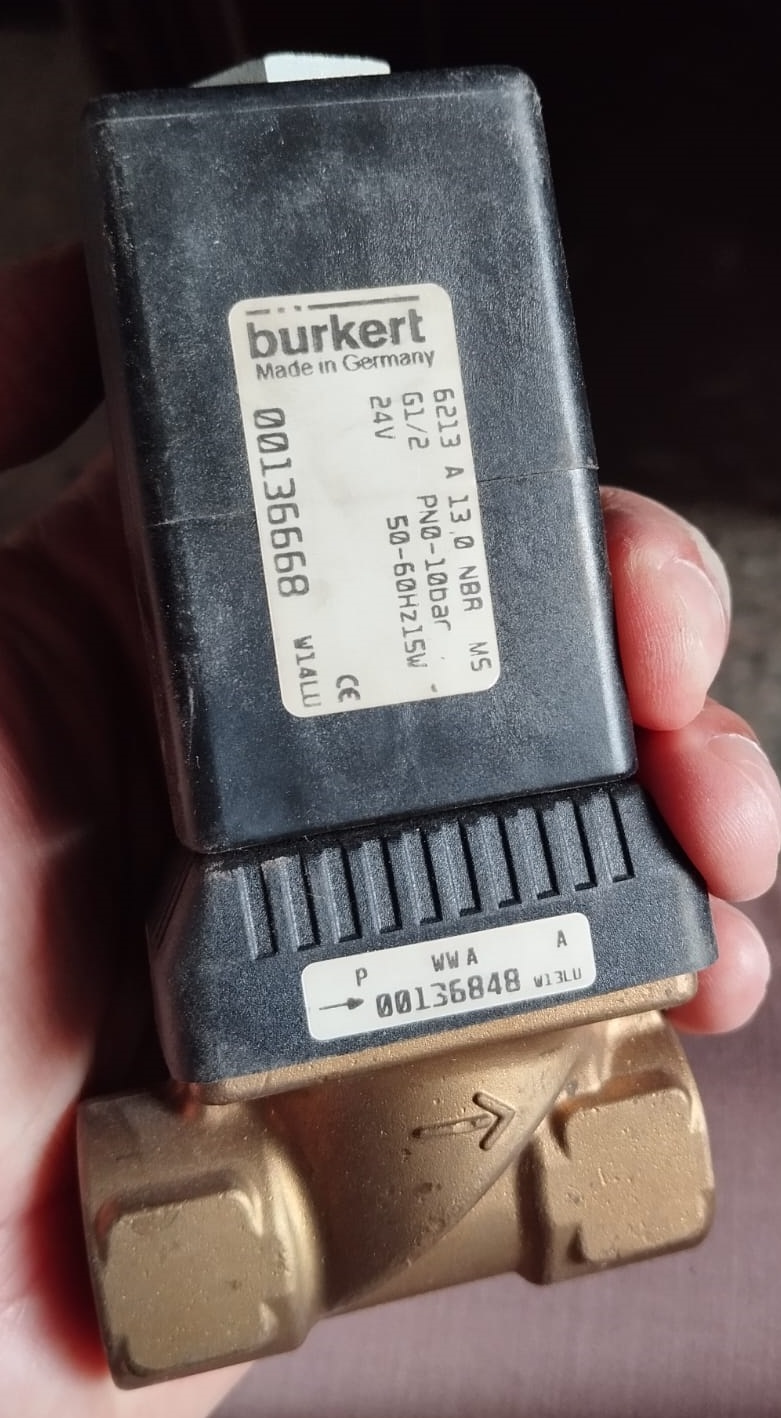 burkert
Made in Germany
6213 A 13,0 NBR MS
G1/2 PN0-10bar
24V 50-60Hz15W
CE
00136668 W14LU
P WWA A
00136848 W13LU